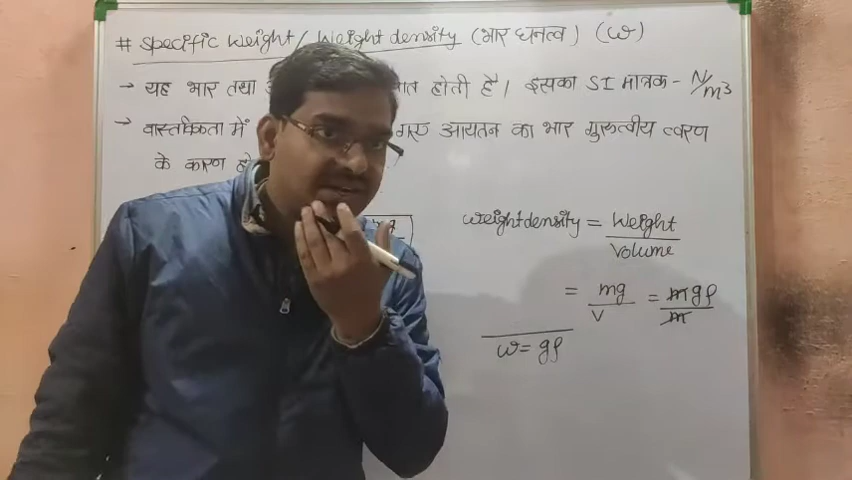 # Specific Weight / Weight density (भार घनत्व) (w)
→ यह भार तथा होती है। इसका SI मात्रक - N/m³
→ वास्तविकता में आयतन का भार गुरुत्वीय त्वरण
के कारण
weight density = Weight / Volume
= mg / V = mgρ / m
w = gρ